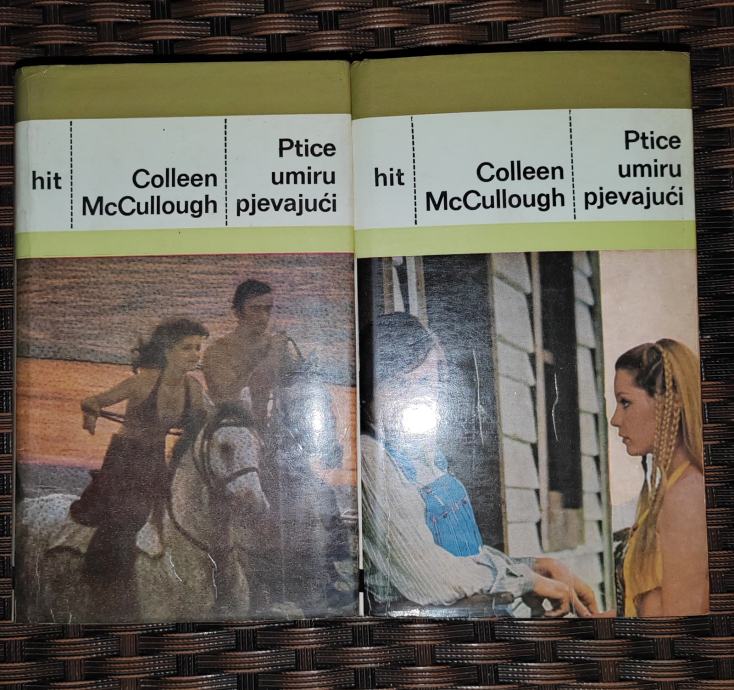 hit
Colleen
McCullough
Ptice
umiru
pjevajući
hit
Colleen
McCullough
Ptice
umiru
pjevajući